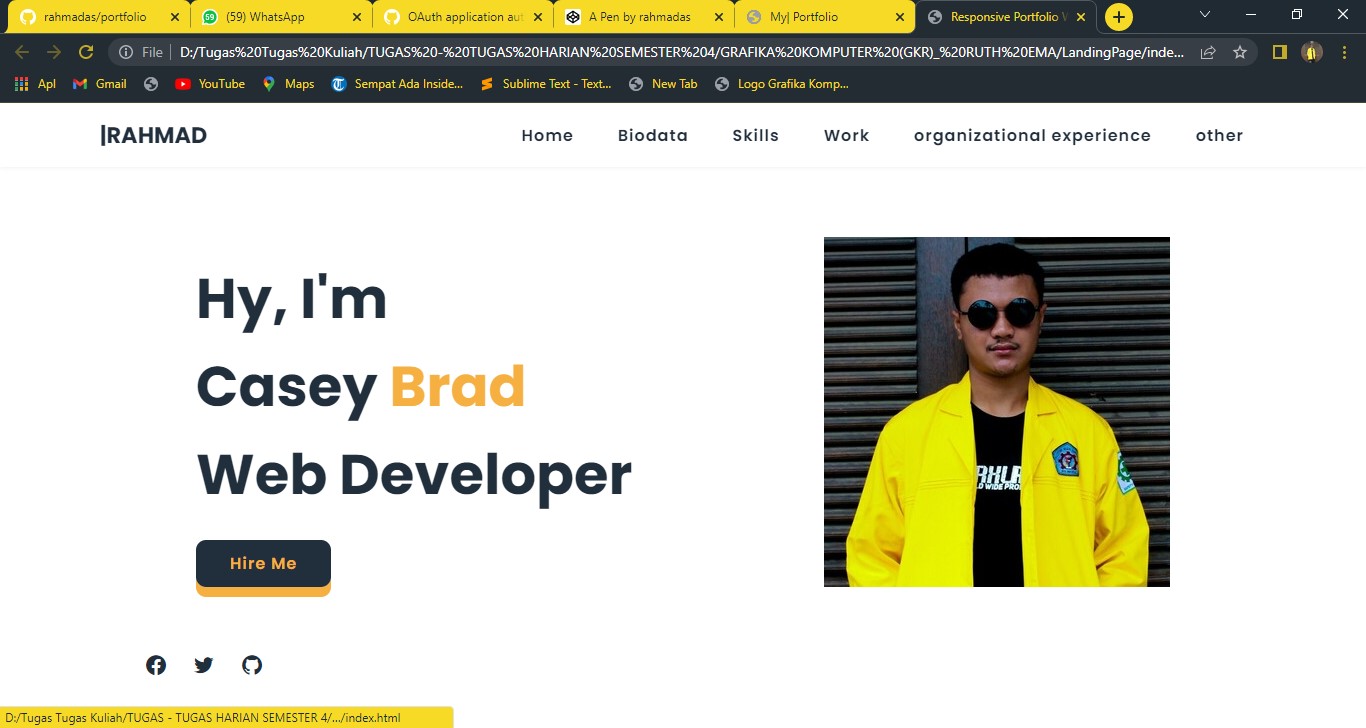 rahmadas/portfolio
(59) WhatsApp
OAuth application aut
A Pen by rahmadas
My| Portfolio
Responsive Portfolio W
File
D:/Tugas%20Tugas%20Kuliah/TUGAS%20-%20TUGAS%20HARIAN%20SEMESTER%204/GRAFIKA%20KOMPUTER%20(GKR)_%20RUTH%20EMA/LandingPage/inde...
Apl
Gmail
YouTube
Maps
Sempat Ada Inside...
Sublime Text - Text...
New Tab
Logo Grafika Komp...
|RAHMAD
Home
Biodata
Skills
Work
organizational experience
other
Hy, I'm
Casey Brad
Web Developer
Hire Me
D:/Tugas Tugas Kuliah/TUGAS - TUGAS HARIAN SEMESTER 4/.../index.html